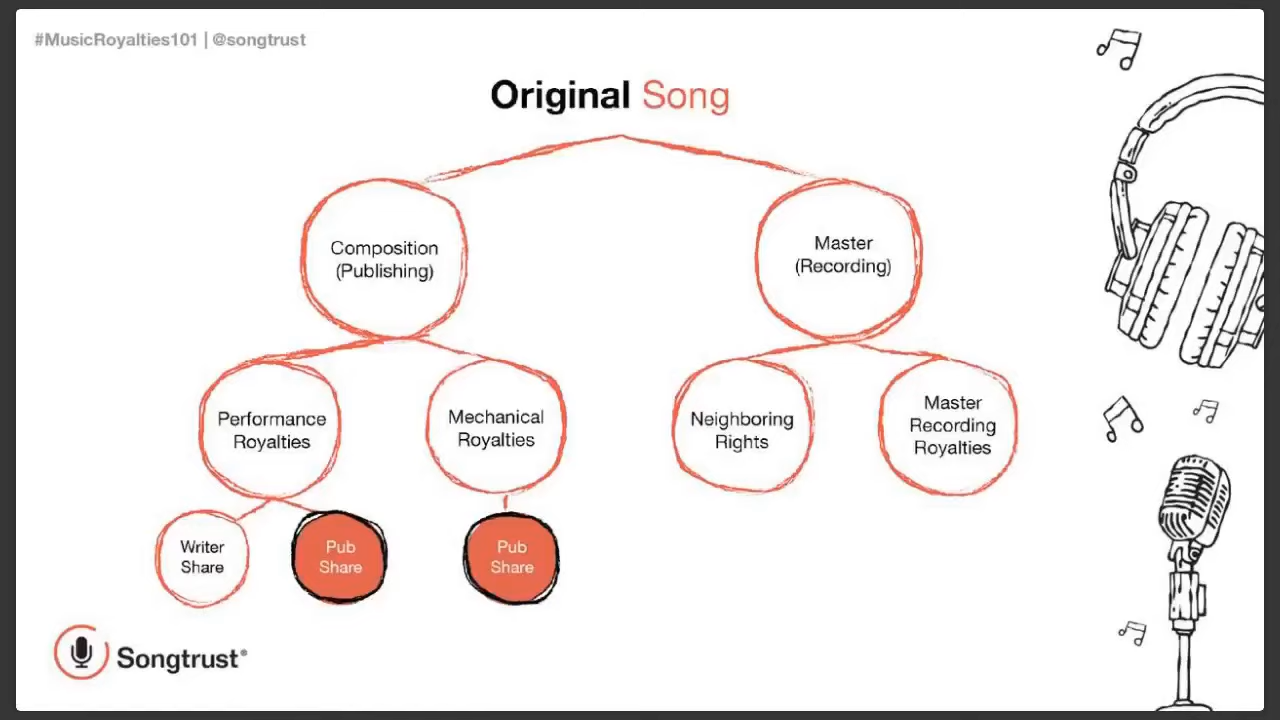 #MusicRoyalties101 | @songtrust
Original Song
Composition
(Publishing)
Master
(Recording)
Performance
Royalties
Mechanical
Royalties
Neighboring
Rights
Master
Recording
Royalties
Writer
Share
Pub
Share
Pub
Share
Songtrust®